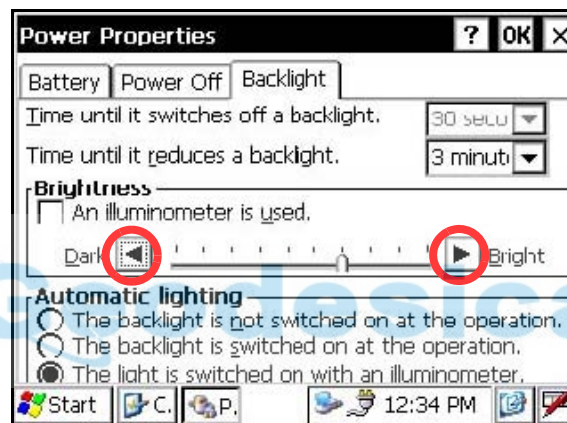 Power Properties ? OK ×
Battery Power Off Backlight
Time until it switches off a backlight. 30 secu
Time until it reduces a backlight. 3 minut
Brightness
An illuminometer is used.
Dark Bright
Automatic lighting
The backlight is not switched on at the operation.
The backlight is switched on at the operation.
The light is switched on with an illuminometer.
Start C. P. 12:34 PM
Geodesica